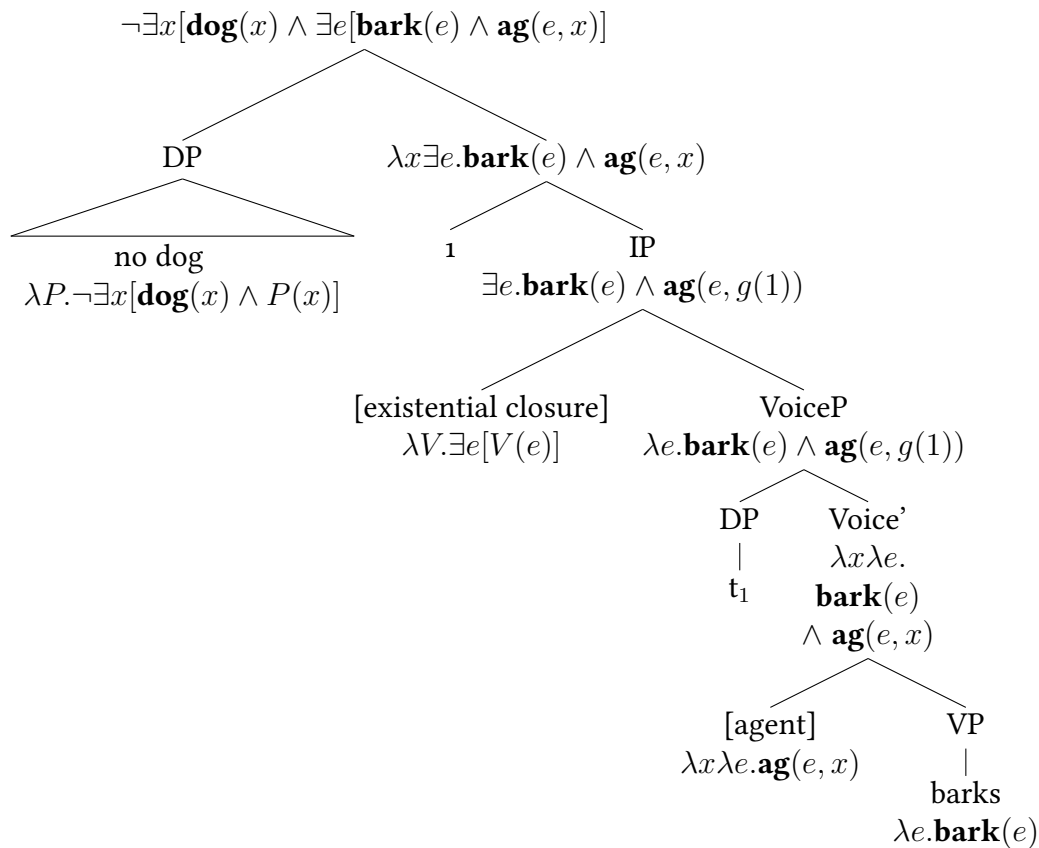 ¬∃x[dog(x) ∧ ∃e[bark(e) ∧ ag(e, x)]
DP
λx∃e.bark(e) ∧ ag(e, x)
no dog
λP.¬∃x[dog(x) ∧ P(x)]
1
IP
∃e.bark(e) ∧ ag(e, g(1))
[existential closure]
λV.∃e[V(e)]
VoiceP
λe.bark(e) ∧ ag(e, g(1))
DP
t₁
Voice’
λxλe.
bark(e)
∧ ag(e, x)
[agent]
λxλe.ag(e, x)
VP
barks
λe.bark(e)